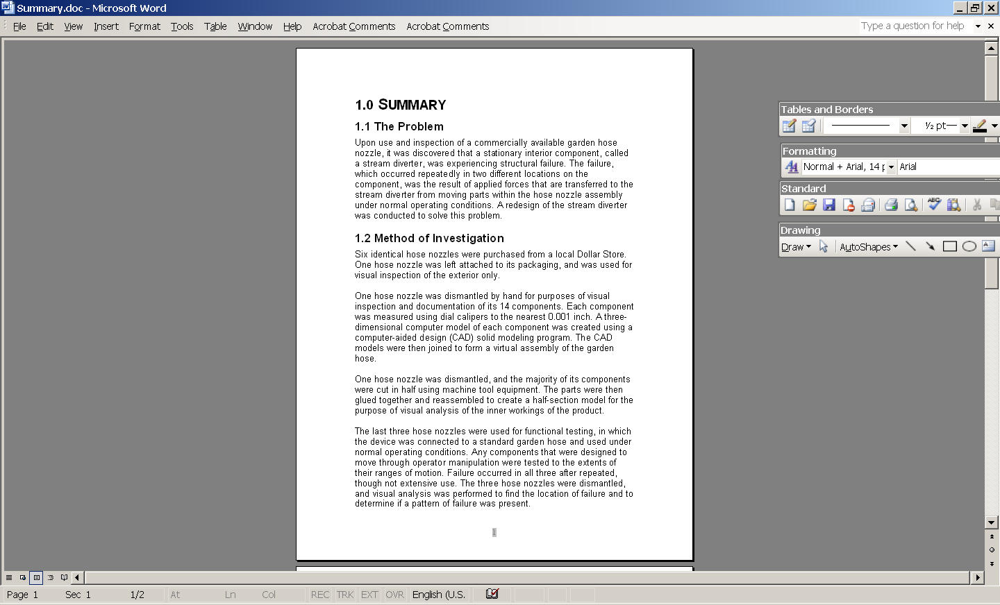 Summary.doc - Microsoft Word
File Edit View Insert Format Tools Table Window Help Acrobat Comments Acrobat Comments Type a question for help
1.0 SUMMARY
1.1 The Problem
Upon use and inspection of a commercially available garden hose
nozzle, it was discovered that a stationary interior component, called
a stream diverter, was experiencing structural failure. The failure,
which occurred repeatedly in two different locations on the
component, was the result of applied forces that are transferred to the
stream diverter from moving parts within the hose nozzle assembly
under normal operating conditions. A redesign of the stream diverter
was conducted to solve this problem.
1.2 Method of Investigation
Six identical hose nozzles were purchased from a local Dollar Store.
One hose nozzle was left attached to its packaging, and was used for
visual inspection of the exterior only.
One hose nozzle was dismantled by hand for purposes of visual
inspection and documentation of its 14 components. Each component
was measured using dial calipers to the nearest 0.001 inch. A three-
dimensional computer model of each component was created using a
computer-aided design (CAD) solid modeling program. The CAD
models were then joined to form a virtual assembly of the garden
hose.
One hose nozzle was dismantled, and the majority of its components
were cut in half using machine tool equipment. The parts were then
glued together and reassembled to create a half-section model for the
purpose of visual analysis of the inner workings of the product.
The last three hose nozzles were used for functional testing, in which
the device was connected to a standard garden hose and used under
normal operating conditions. Any components that were designed to
move through operator manipulation were tested to the extents of
their ranges of motion. Failure occurred in all three after repeated,
though not extensive use. The three hose nozzles were dismantled,
and visual analysis was performed to find the location of failure and to
determine if a pattern of failure was present.
1
Tables and Borders
½ pt
Formatting
Normal + Arial, 14 p Arial
Standard
Drawing
Draw AutoShapes
Page 1 Sec 1 1/2 At Ln Col REC TRK EXT OVR English (U.S.